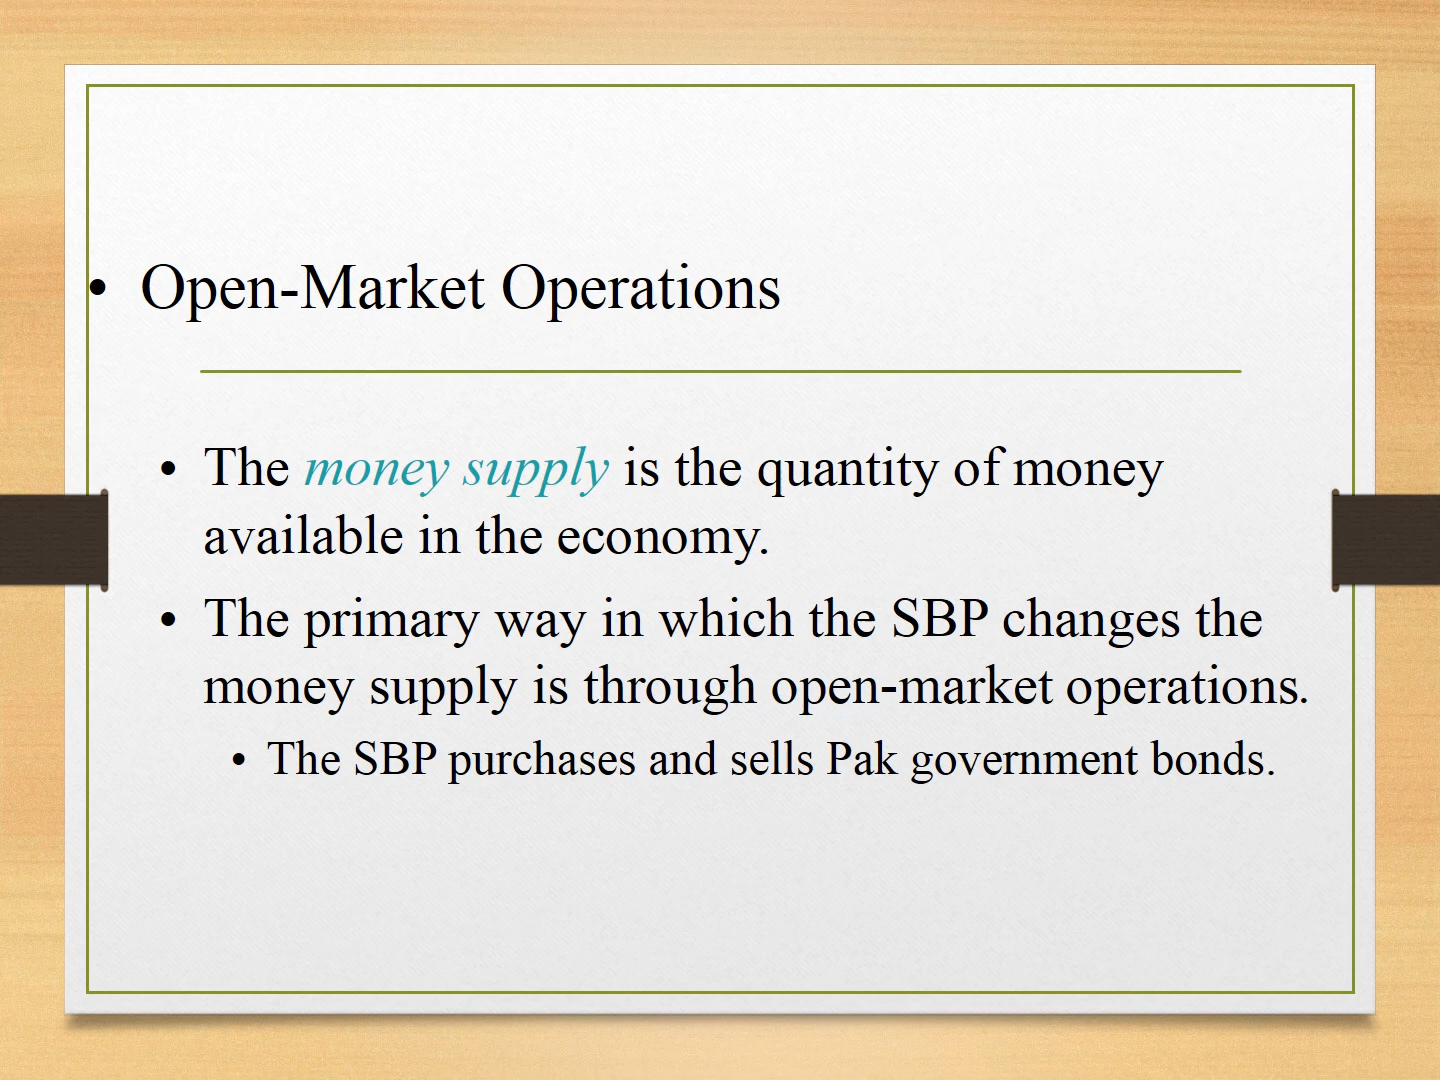 • Open-Market Operations
• The money supply is the quantity of money
available in the economy.
• The primary way in which the SBP changes the
money supply is through open-market operations.
• The SBP purchases and sells Pak government bonds.